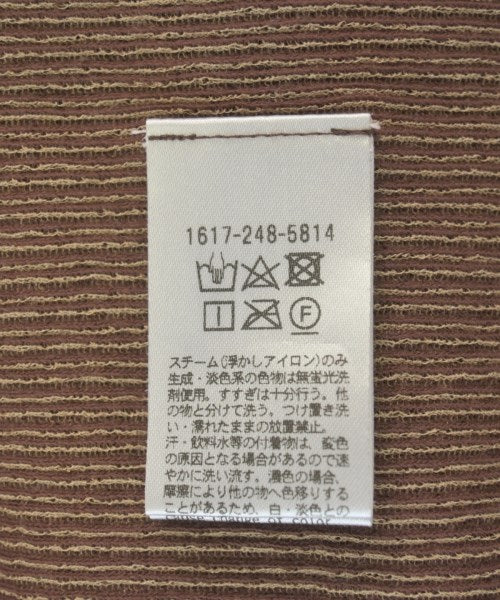 1617-248-5814
F
スチーム(浮かしアイロン)のみ
生成・淡色系の色物は無蛍光洗
剤使用。すすぎは十分行う。他
の物と分けて洗う。つけ置き洗
い・濡れたままの放置禁止。
汗・飲料水等の付着物は、変色
の原因となる場合があるので速
やかに洗い流す。濃色の場合、
摩擦により他の物へ色移りする
ことがあるため、白・淡色との
cause change of color